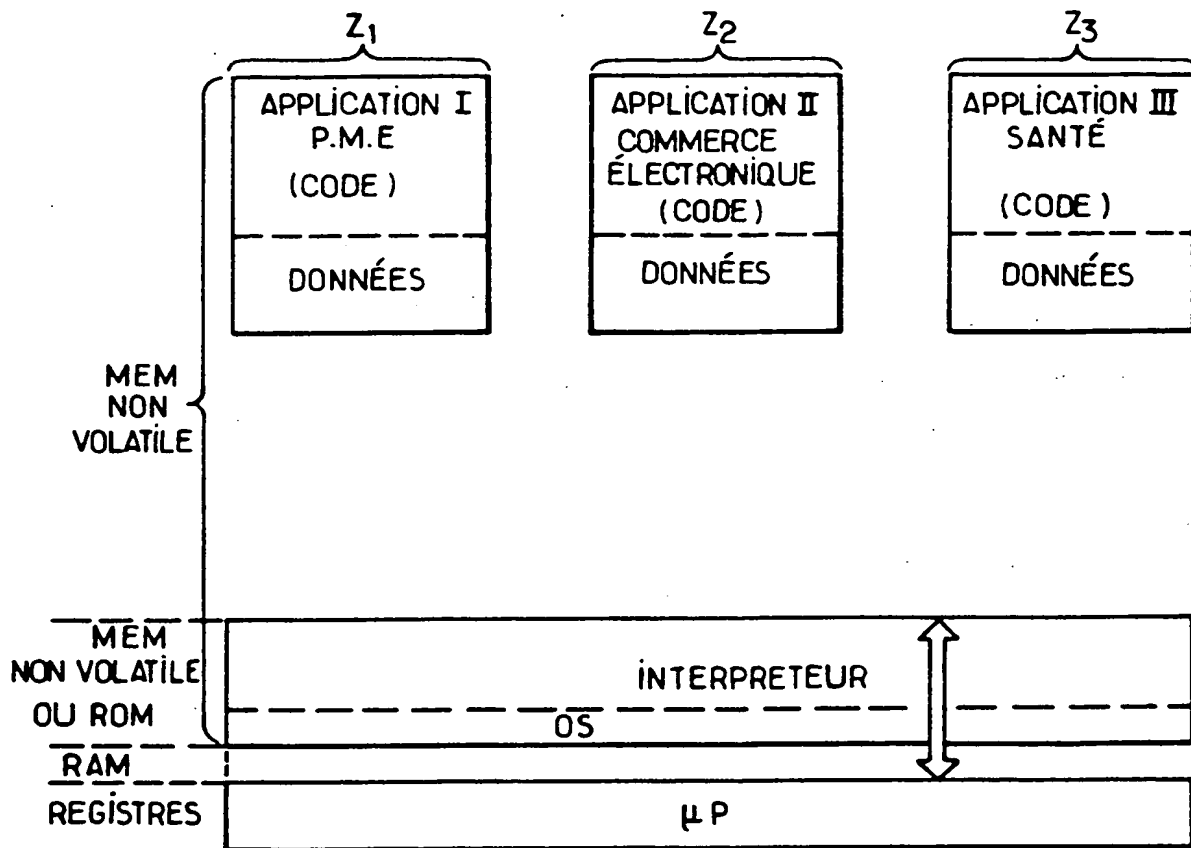 Z1
Z2
Z3
APPLICATION I
P.M.E
(CODE)
DONNÉES
APPLICATION II
COMMERCE
ÉLECTRONIQUE
(CODE)
DONNÉES
APPLICATION III
SANTÉ
(CODE)
DONNÉES
MEM
NON
VOLATILE
MEM
NON VOLATILE
OU ROM
INTERPRETEUR
OS
RAM
REGISTRES
µP